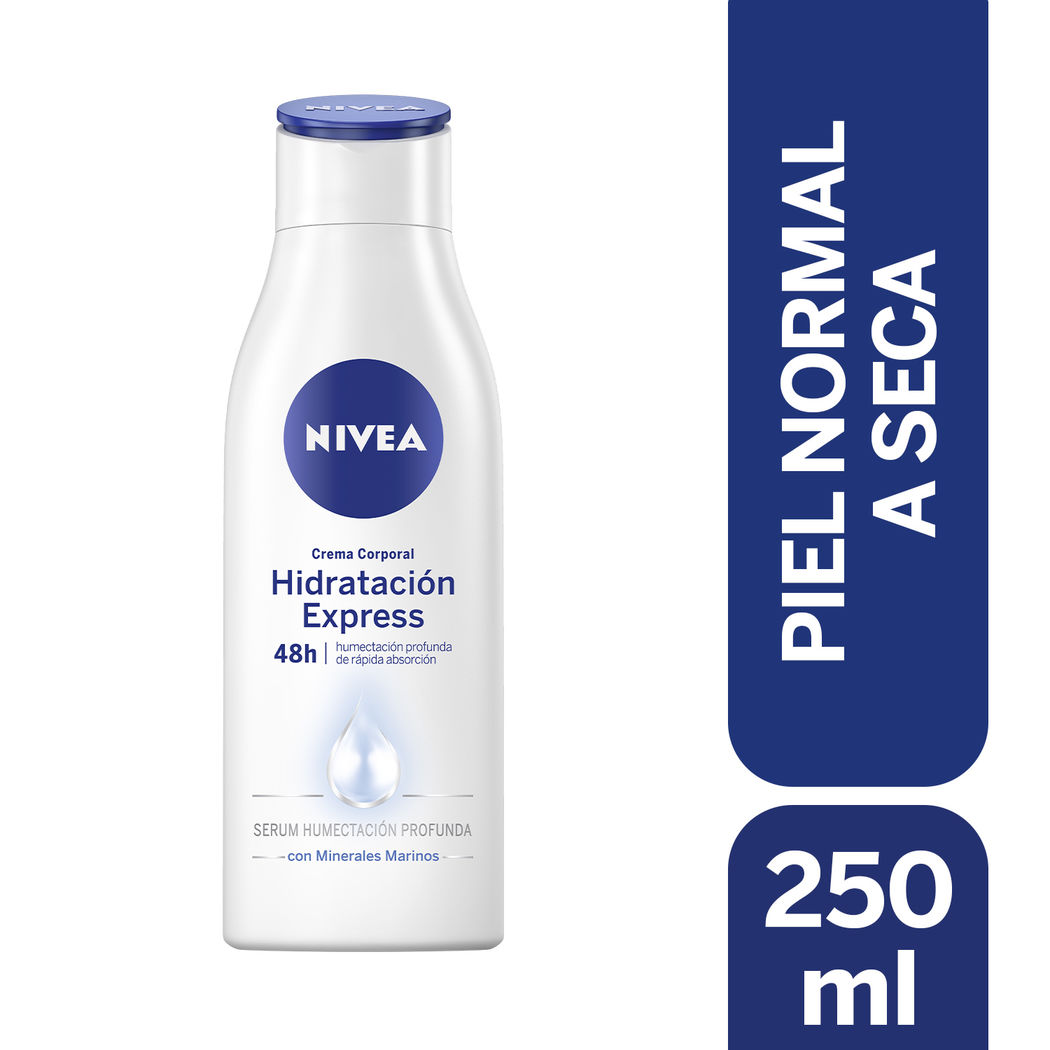 NIVEA
NIVEA
Crema Corporal
Hidratación
Express
48h
humectación profunda
de rápida absorción
SERUM HUMECTACIÓN PROFUNDA
con Minerales Marinos
PIEL NORMAL
A SECA
250
ml